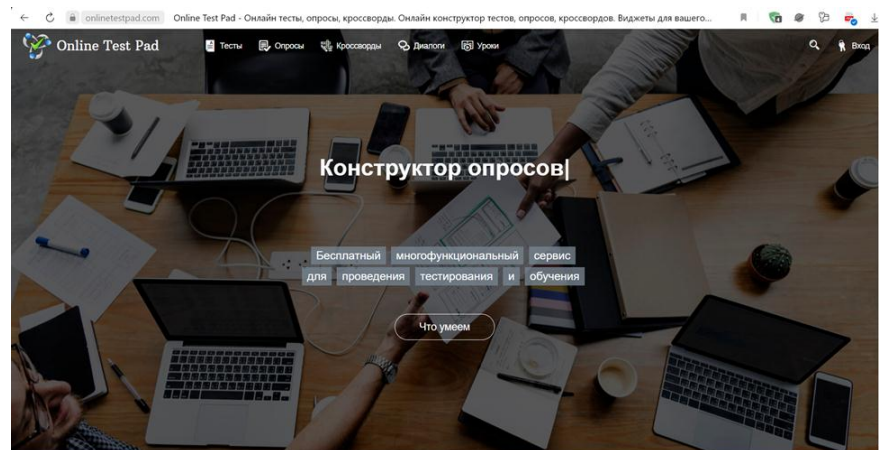 onlinetestpad.com Online Test Pad - Онлайн тесты, опросы, кроссворды. Онлайн конструктор тестов, опросов, кроссвордов. Виджеты для вашего...
Online Test Pad Тесты Опросы Кроссворды Диалоги Уроки Вход
Конструктор опросов|
Бесплатный многофункциональный сервис
для проведения тестирования и обучения
Что умеем